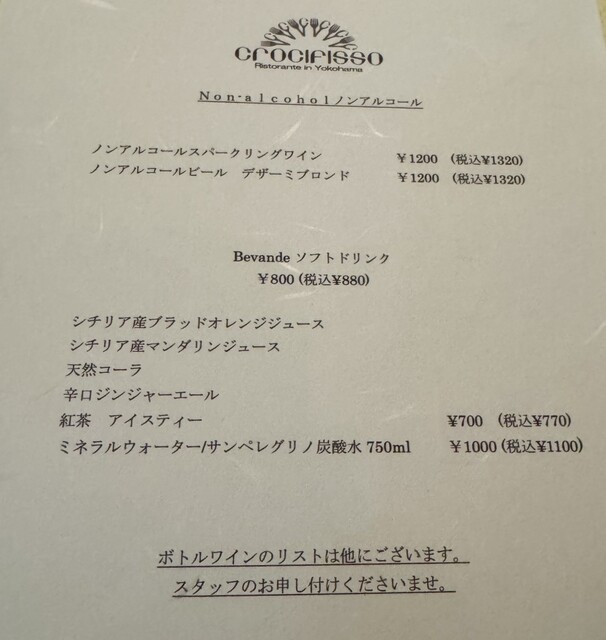 crocifisso
Ristorante in Yokohama
Non-alcoholノンアルコール
ノンアルコールスパークリングワイン ￥1200 (税込¥1320)
ノンアルコールビール デザーミブロンド ￥1200 (税込¥1320)
Bevande ソフトドリンク
￥800 (税込¥880)
シチリア産ブラッドオレンジジュース
シチリア産マンダリンジュース
天然コーラ
辛口ジンジャーエール
紅茶 アイスティー ¥700 (税込¥770)
ミネラルウォーター/サンペレグリノ炭酸水 750ml ￥1000 (税込¥1100)
ボトルワインのリストは他にございます。
スタッフのお申し付けくださいませ。